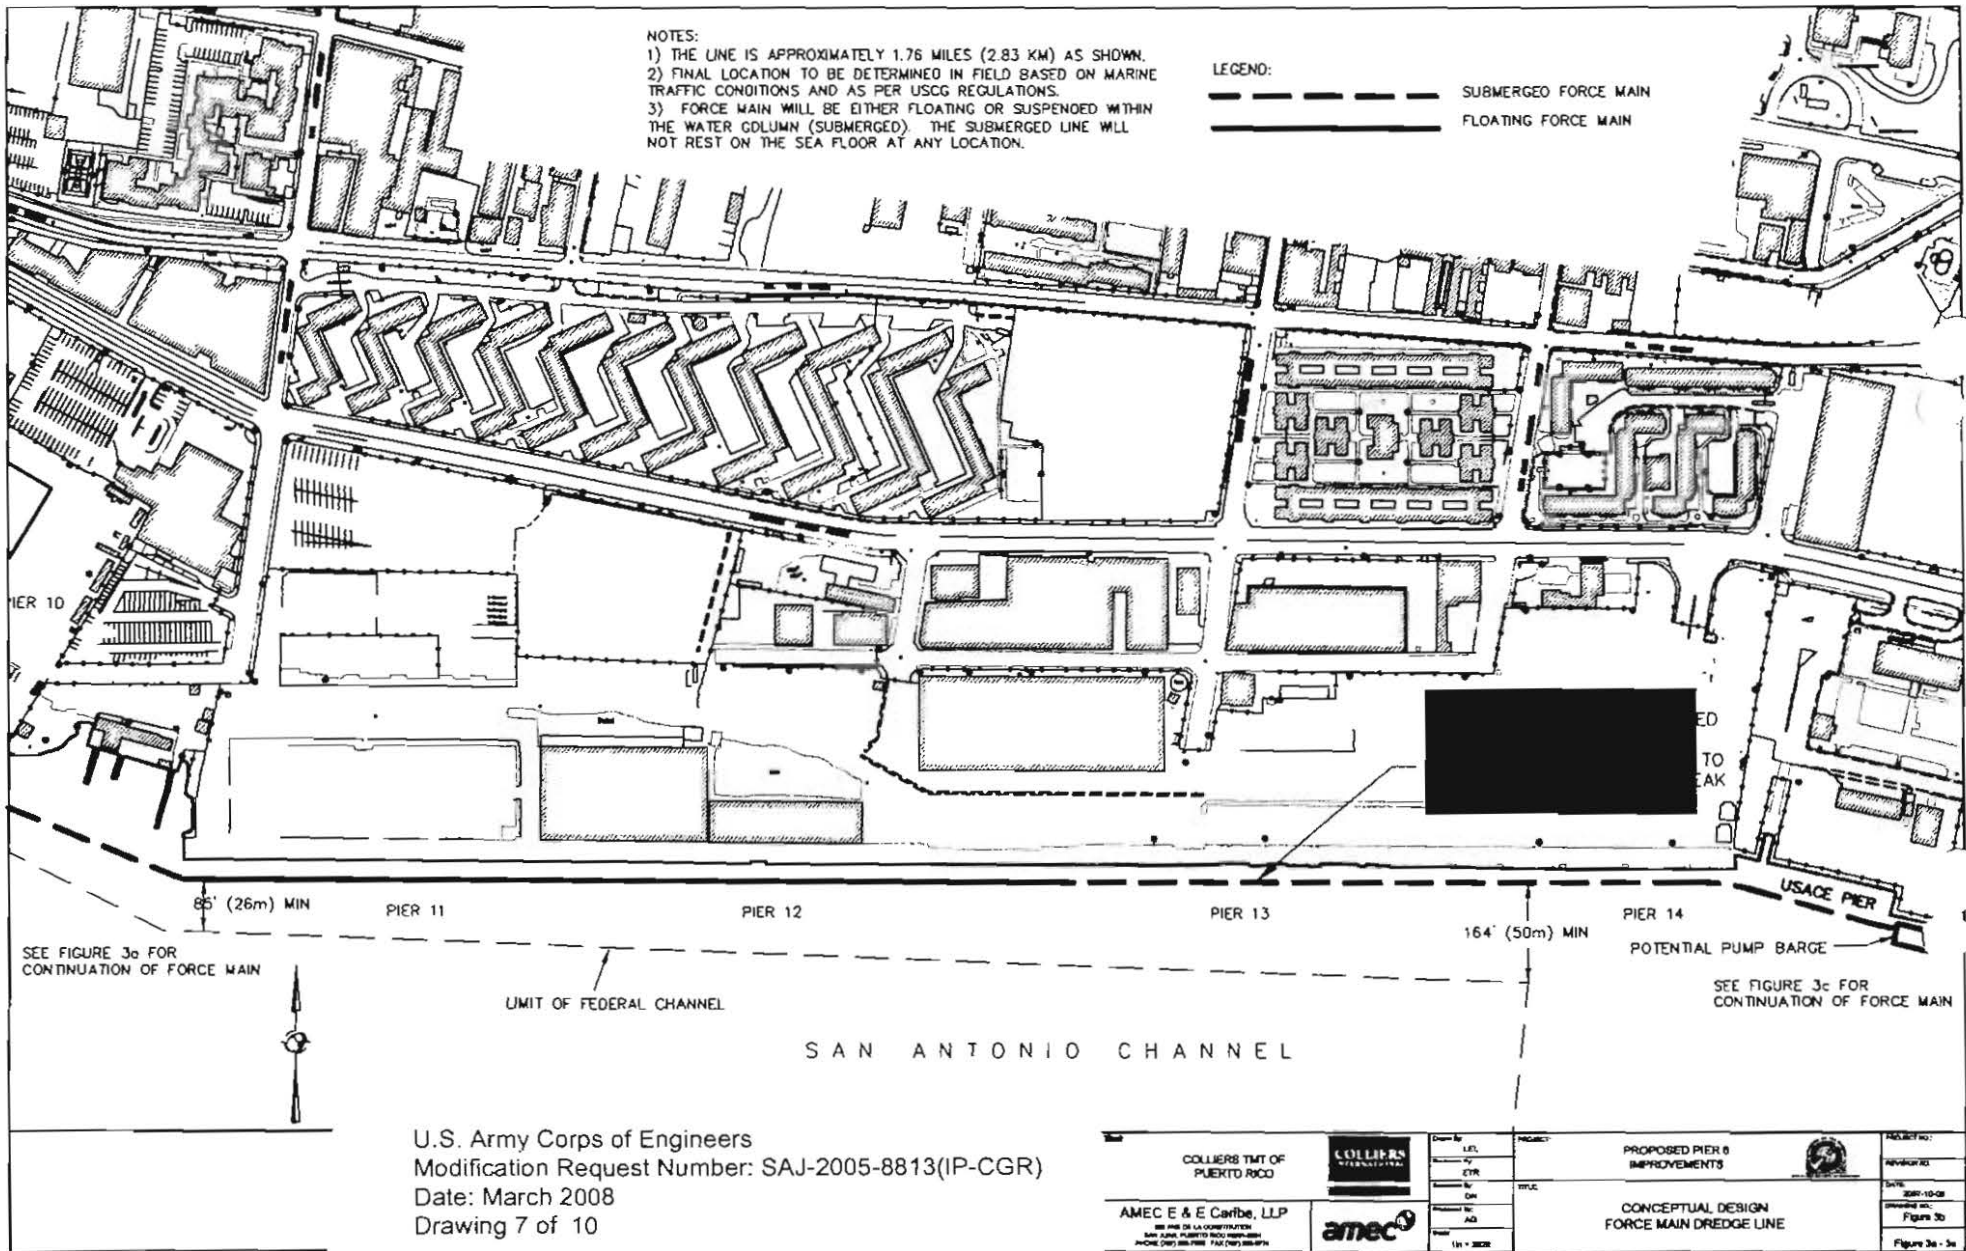 NOTES:
1) THE LINE IS APPROXIMATELY 1.76 MILES (2.83 KM) AS SHOWN.
2) FINAL LOCATION TO BE DETERMINED IN FIELD BASED ON MARINE
TRAFFIC CONDITIONS AND AS PER USCG REGULATIONS.
3) FORCE MAIN WILL BE EITHER FLOATING OR SUSPENDED WITHIN
THE WATER COLUMN (SUBMERGED). THE SUBMERGED LINE WILL
NOT REST ON THE SEA FLOOR AT ANY LOCATION.
LEGEND:
SUBMERGED FORCE MAIN
FLOATING FORCE MAIN
IER 10
ED
TO
EAK
85' (26m) MIN
PIER 11
PIER 12
PIER 13
164' (50m) MIN
PIER 14
USACE PIER
POTENTIAL PUMP BARGE
SEE FIGURE 3a FOR
CONTINUATION OF FORCE MAIN
LIMIT OF FEDERAL CHANNEL
SEE FIGURE 3c FOR
CONTINUATION OF FORCE MAIN
SAN ANTONIO CHANNEL
U.S. Army Corps of Engineers
Modification Request Number: SAJ-2005-8813(IP-CGR)
Date: March 2008
Drawing 7 of 10
COLLIERS TMT OF
PUERTO RICO
COLLIERS
INTERNATIONAL
AMEC E & E Caribe, LLP
amec
PROJECT:
PROPOSED PIER 8
IMPROVEMENTS
TITLE:
CONCEPTUAL DESIGN
FORCE MAIN DREDGE LINE
PROJECT NO.:
Figure 3b
Figure 3a - 3e